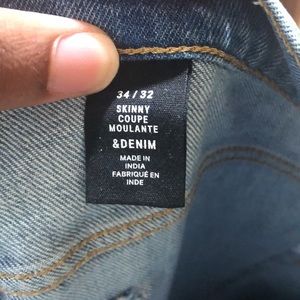 34 / 32
SKINNY
COUPE
MOULANTE
&DENIM
MADE IN
INDIA
FABRIQUÉ EN
INDE